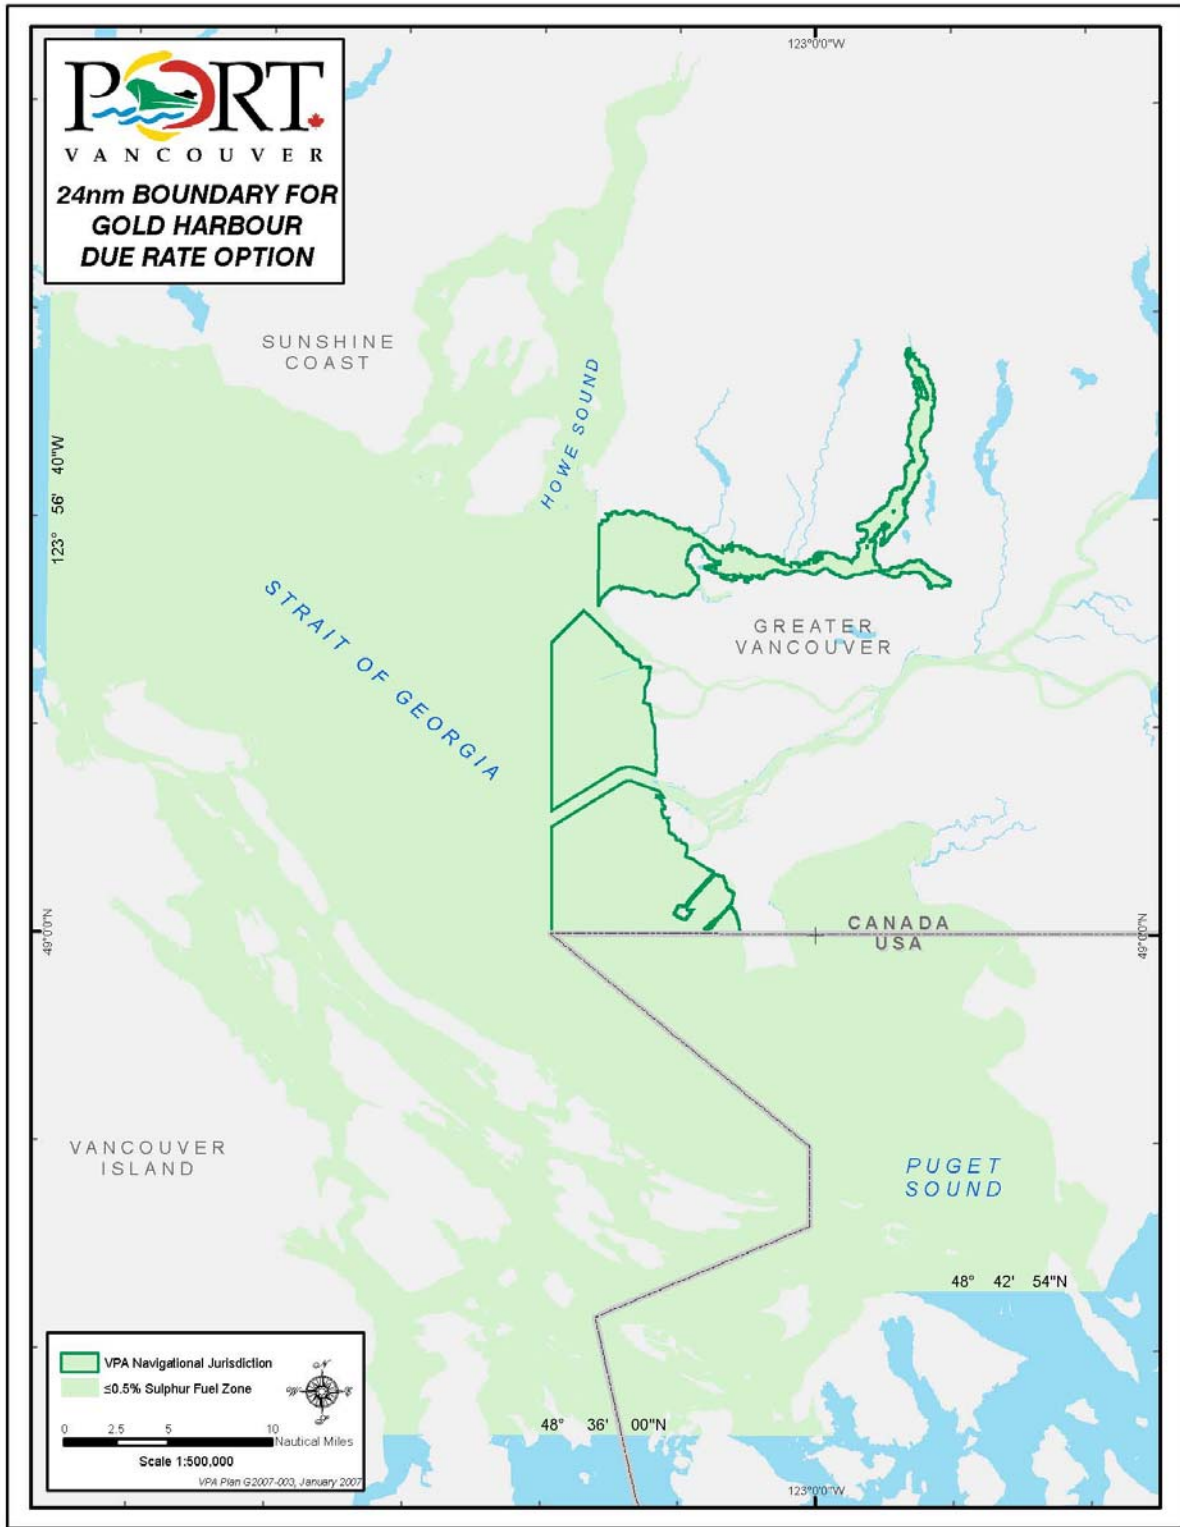 123°0'0"W
PORT
VANCOUVER
24nm BOUNDARY FOR
GOLD HARBOUR
DUE RATE OPTION
SUNSHINE
COAST
HOWE SOUND
123° 56' 40"W
STRAIT OF GEORGIA
GREATER
VANCOUVER
49°0'0"N
CANADA
USA
49°0'0"N
VANCOUVER
ISLAND
PUGET
SOUND
48° 42' 54"N
VPA Navigational Jurisdiction
≤0.5% Sulphur Fuel Zone
N
W
E
S
0 2.5 5 10
Nautical Miles
Scale 1:500,000
VPA Plan G2007-003, January 2007
48° 36' 00"N
123°0'0"W